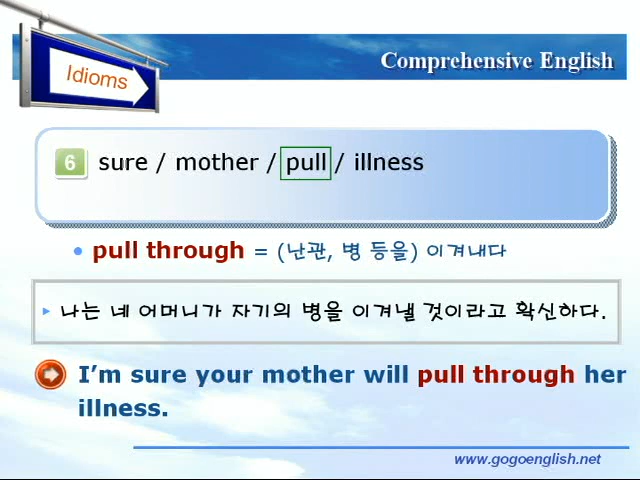 Idioms
Comprehensive English
6 sure / mother / pull / illness
• pull through = (난관, 병 등을) 이겨내다
나는 네 어머니가 자기의 병을 이겨낼 것이라고 확신하다.
I'm sure your mother will pull through her
illness.
www.gogoenglish.net